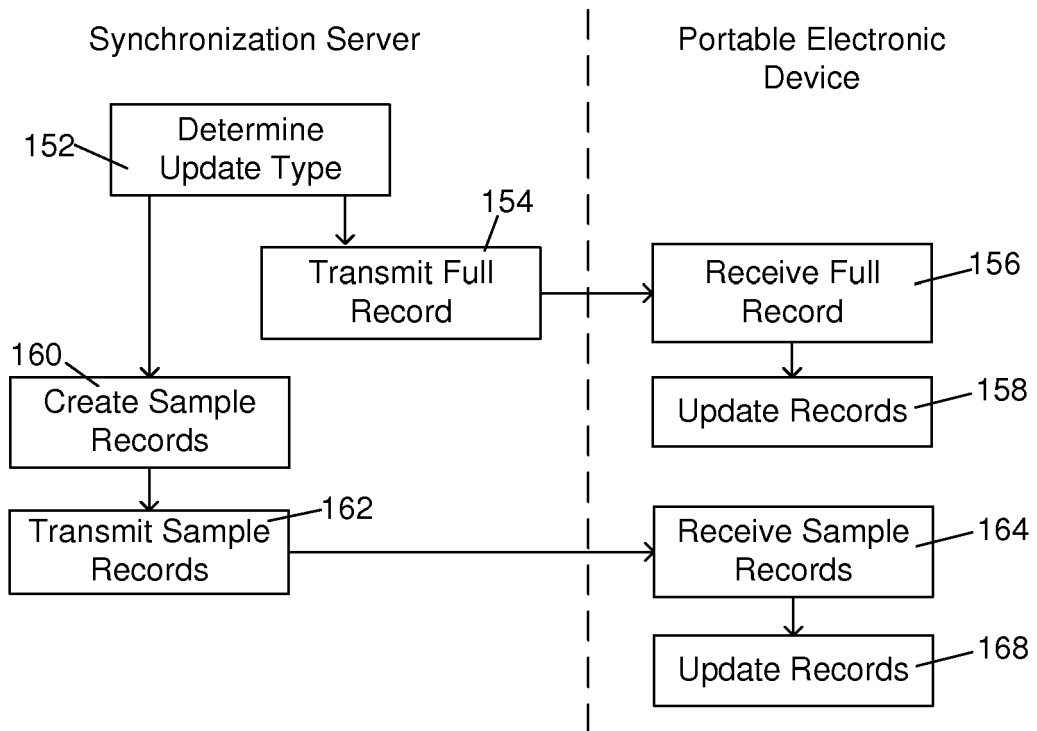 Synchronization Server
Portable Electronic
Device
152
Determine
Update Type
154
Transmit Full
Record
Receive Full
Record
156
160
Create Sample
Records
Update Records
158
Transmit Sample
Records
162
Receive Sample
Records
164
Update Records
168